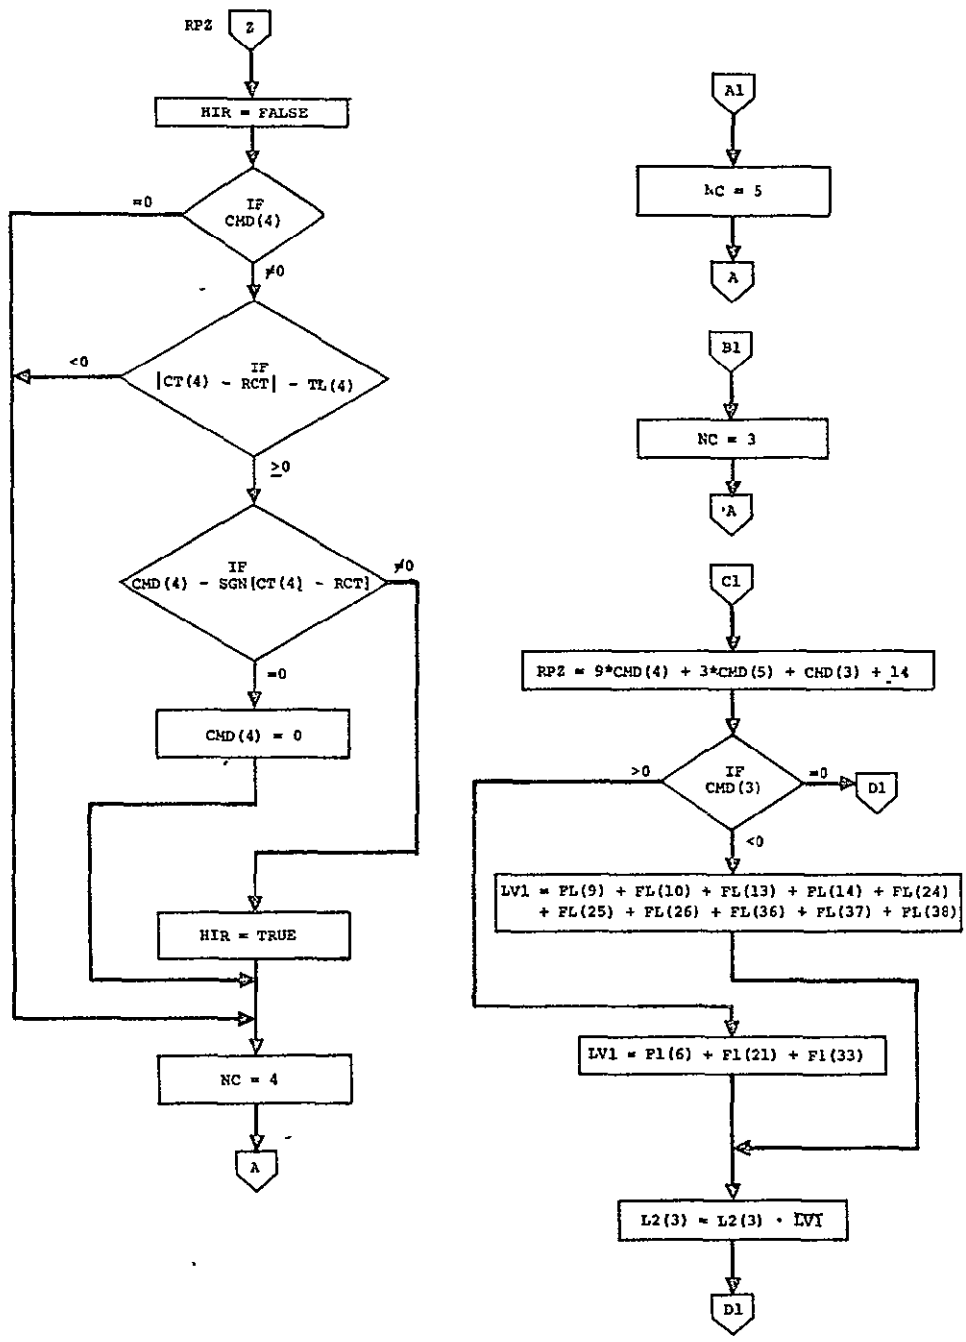 RPZ
Z
HIR = FALSE
=0
IF
CMD(4)
≠0
<0
IF
|CT(4) - RCT| - TL(4)
≥0
IF
CMD(4) - SGN[CT(4) - RCT]
≠0
=0
CMD(4) = 0
HIR = TRUE
NC = 4
A
A1
NC = 5
A
B1
NC = 3
A
C1
RPZ = 9*CMD(4) + 3*CMD(5) + CMD(3) + 14
>0
IF
CMD(3)
=0
D1
<0
LV1 = FL(9) + FL(10) + FL(13) + FL(14) + FL(24)
+ FL(25) + FL(26) + FL(36) + FL(37) + FL(38)
LV1 = F1(6) + F1(21) + F1(33)
L2(3) = L2(3) · L̅V̅1̅
D1